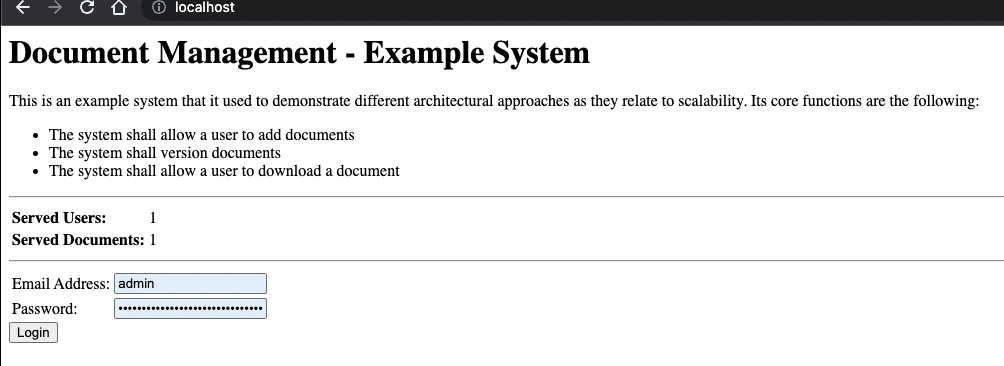 localhost
Document Management - Example System
This is an example system that it used to demonstrate different architectural approaches as they relate to scalability. Its core functions are the following:
• The system shall allow a user to add documents
• The system shall version documents
• The system shall allow a user to download a document
Served Users: 1
Served Documents: 1
Email Address: admin
Password: ••••••••••••••••••••••••••••••
Login